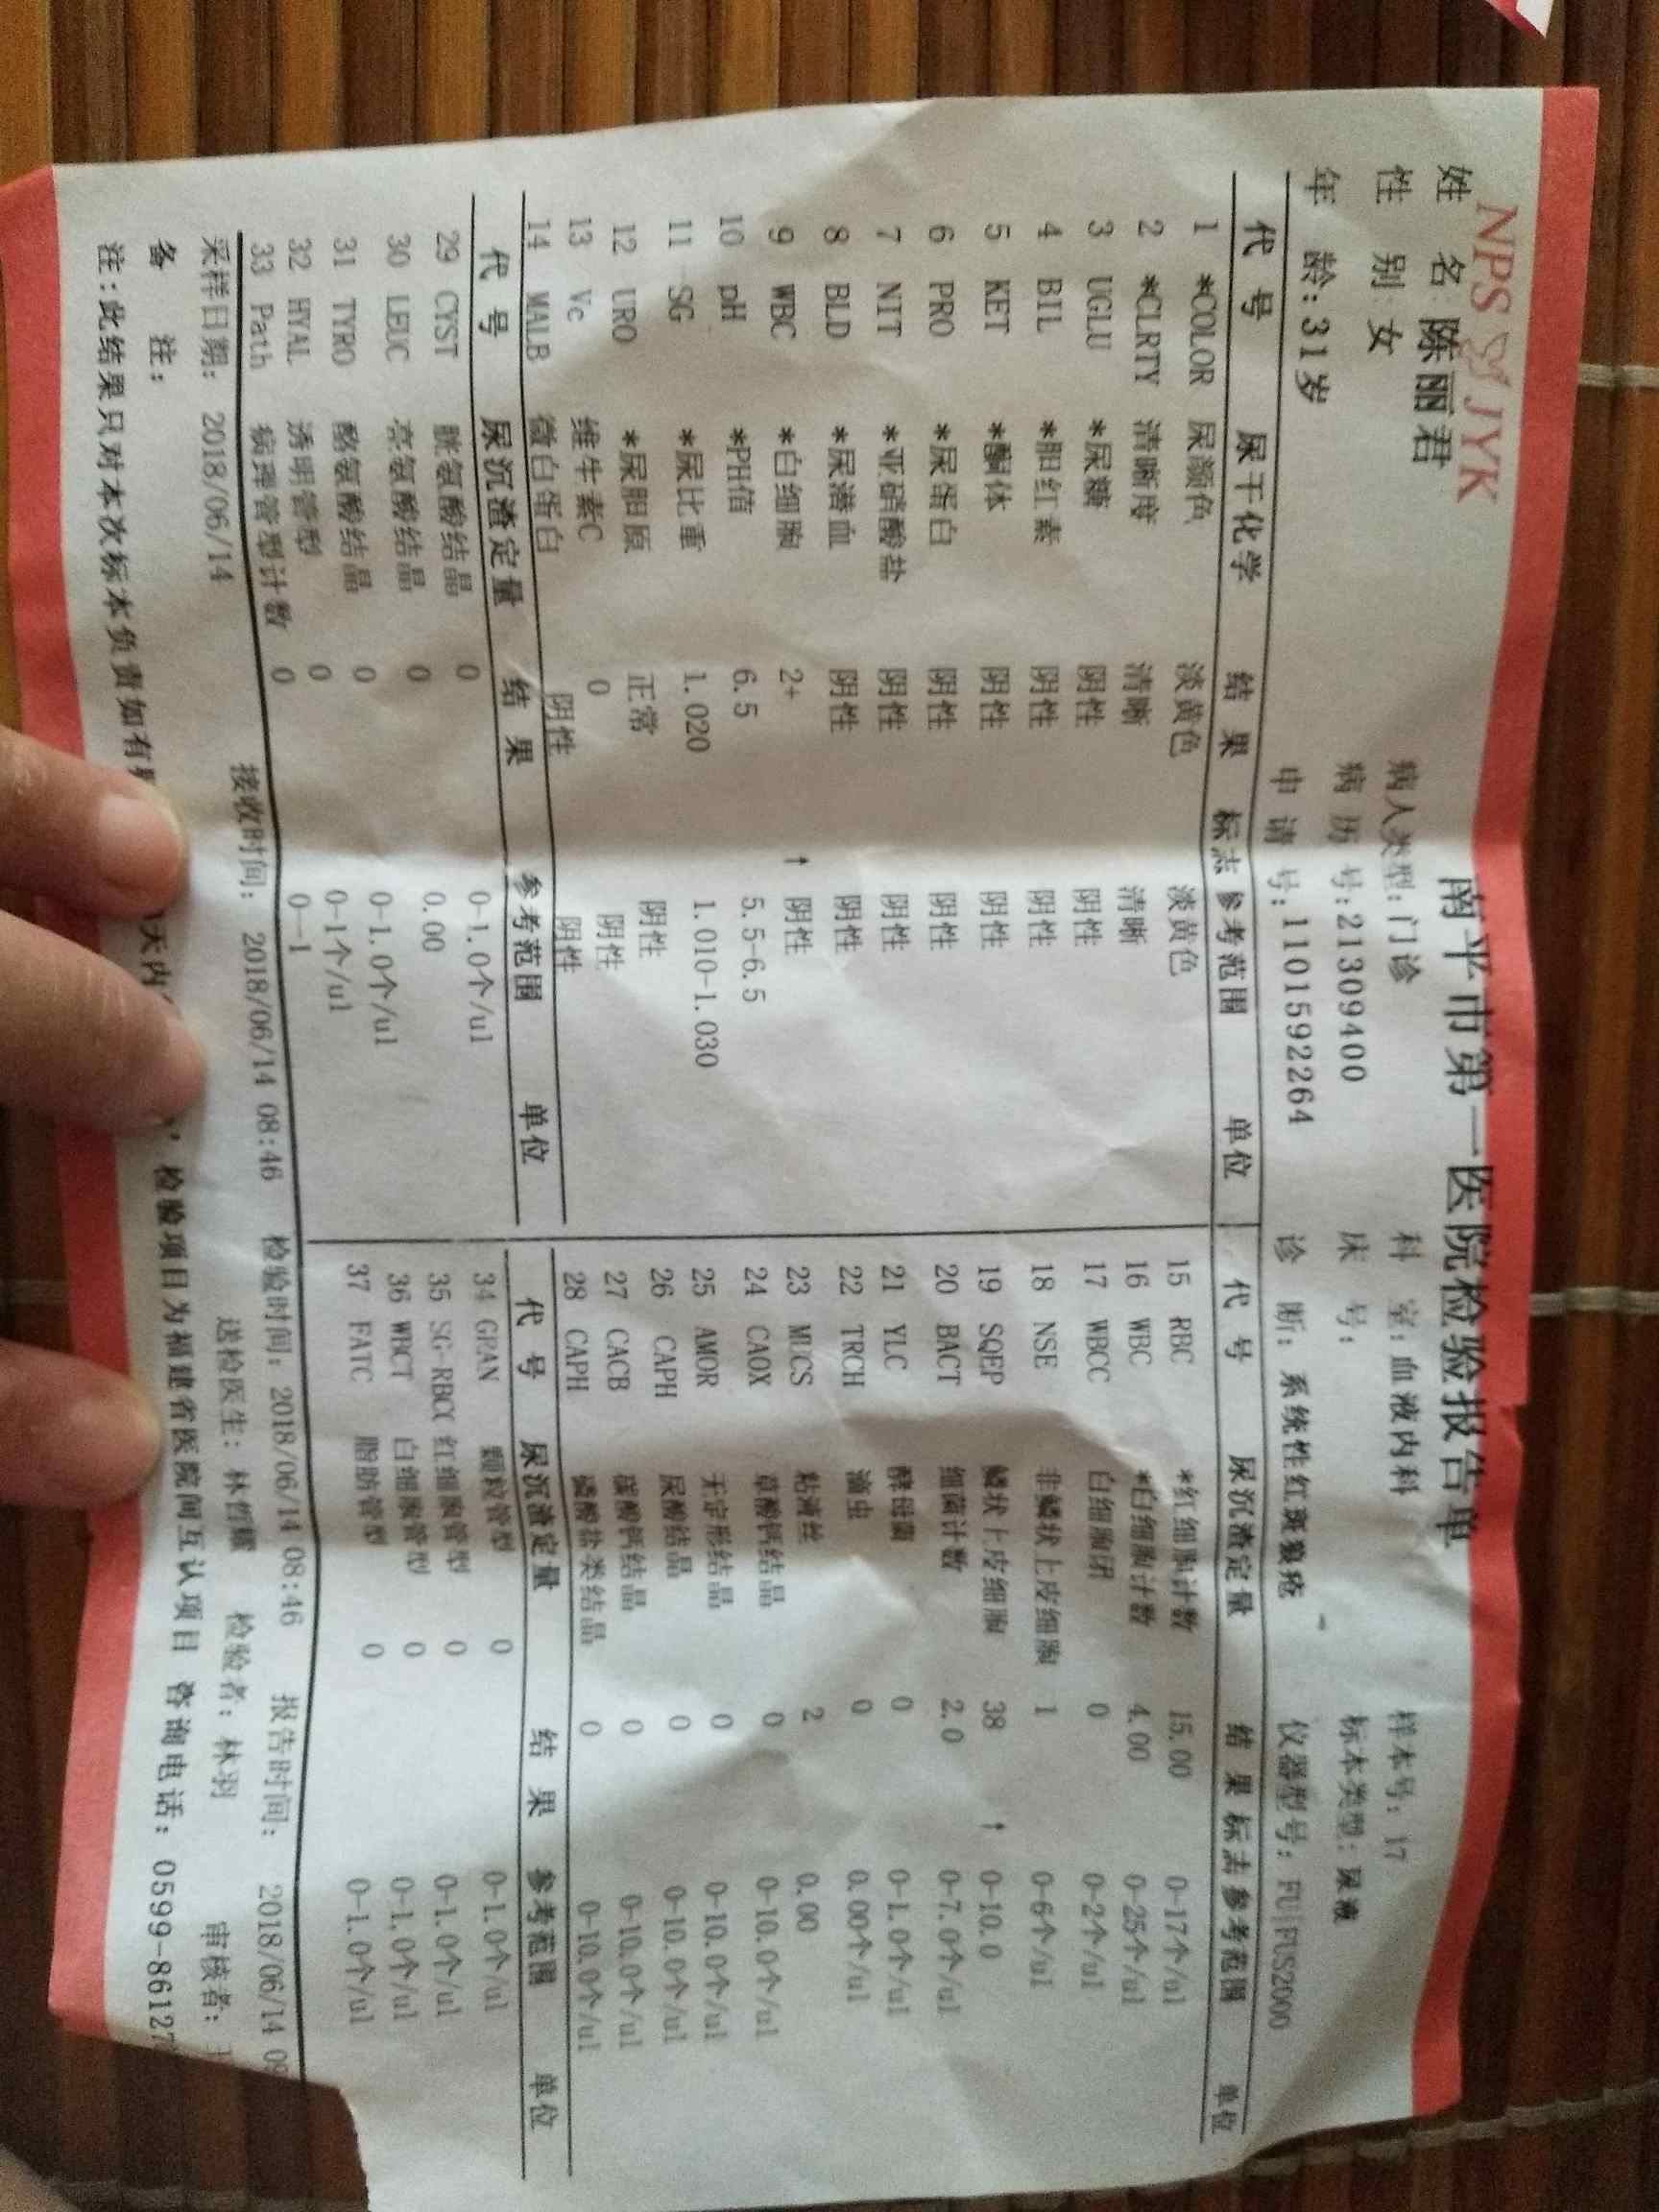 NPS JYK 南平市第一医院检验报告单
姓 名: 陈丽君 病人类型: 门诊 科 室: 血液内科 样本号: 17
性 别: 女 病 历 号: 21309400 床 号: 标本类型: 尿液
年 龄: 31岁 申 请 号: 1101592264 诊 断: 系统性红斑狼疮 仪器型号: FUS2000
代 号 尿干化学 结 果 标志 参考范围 单位 代 号 尿沉渣定量 结 果 标志 参考范围 单位
1 *COLOR 尿颜色 淡黄色 淡黄色 15 RBC *红细胞计数 15.00 0-17个/ul
2 *CLRTY 清晰度 清晰 清晰 16 WBC *白细胞计数 4.00 0-25个/ul
3 UGLU *尿糖 阴性 阴性 17 WBCC 白细胞团 0 0-2个/ul
4 BIL *胆红素 阴性 阴性 18 NSE 非鳞状上皮细胞 1 0-6个/ul
5 KET *酮体 阴性 阴性 19 SQEP 鳞状上皮细胞 38 ↑ 0-10.0
6 PRO *尿蛋白 阴性 阴性 20 BACT 细菌计数 2.0 0-7.0个/ul
7 NIT *亚硝酸盐 阴性 阴性 21 YLC 酵母菌 0 0-1.0个/ul
8 BLD *尿潜血 阴性 阴性 22 TRCH 滴虫 0 0.00个/ul
9 WBC *白细胞 2+ ↑ 阴性 23 MUCS 粘液丝 2 0.00
10 pH *PH值 6.5 5.5-6.5 24 CAOX 草酸钙结晶 0 0-10.0个/ul
11 SG *尿比重 1.020 1.010-1.030 25 AMOR 无定形结晶 0 0-10.0个/ul
12 URO *尿胆原 正常 阴性 26 CAPH 尿酸结晶 0 0-10.0个/ul
13 Vc 维生素C 0 阴性 27 CACB 碳酸钙结晶 0 0-10.0个/ul
14 MALB 微白蛋白 阴性 阴性 28 CAPH 磷酸盐类结晶 0 0-10.0个/ul
代 号 尿沉渣定量 结 果 参考范围 单位 代 号 尿沉渣定量 结 果 参考范围 单位
29 CYST 胱氨酸结晶 0 0-1.0个/ul 34 GRAN 颗粒管型 0 0-1.0个/ul
30 LEUC 亮氨酸结晶 0 0.00 35 SG-RBCC 红细胞管型 0 0-1.0个/ul
31 TYRO 酪氨酸结晶 0 0-1.0个/ul 36 WBCT 白细胞管型 0 0-1.0个/ul
32 HYAL 透明管型 0 0-1个/ul 37 FATC 脂肪管型 0 0-1.0个/ul
33 Path 病理管型计数 0 0--1
采样日期: 2018/06/14 接收时间: 2018/06/14 08:46 检验时间: 2018/06/14 08:46 报告时间: 2018/06/14
备 注: 送检医生: 林哲耀 检验者: 林羽 审核者:
注:此结果只对本次标本负责如有 天内 , 检验项目为福建省医院间互认项目 咨询电话: 0599-86127